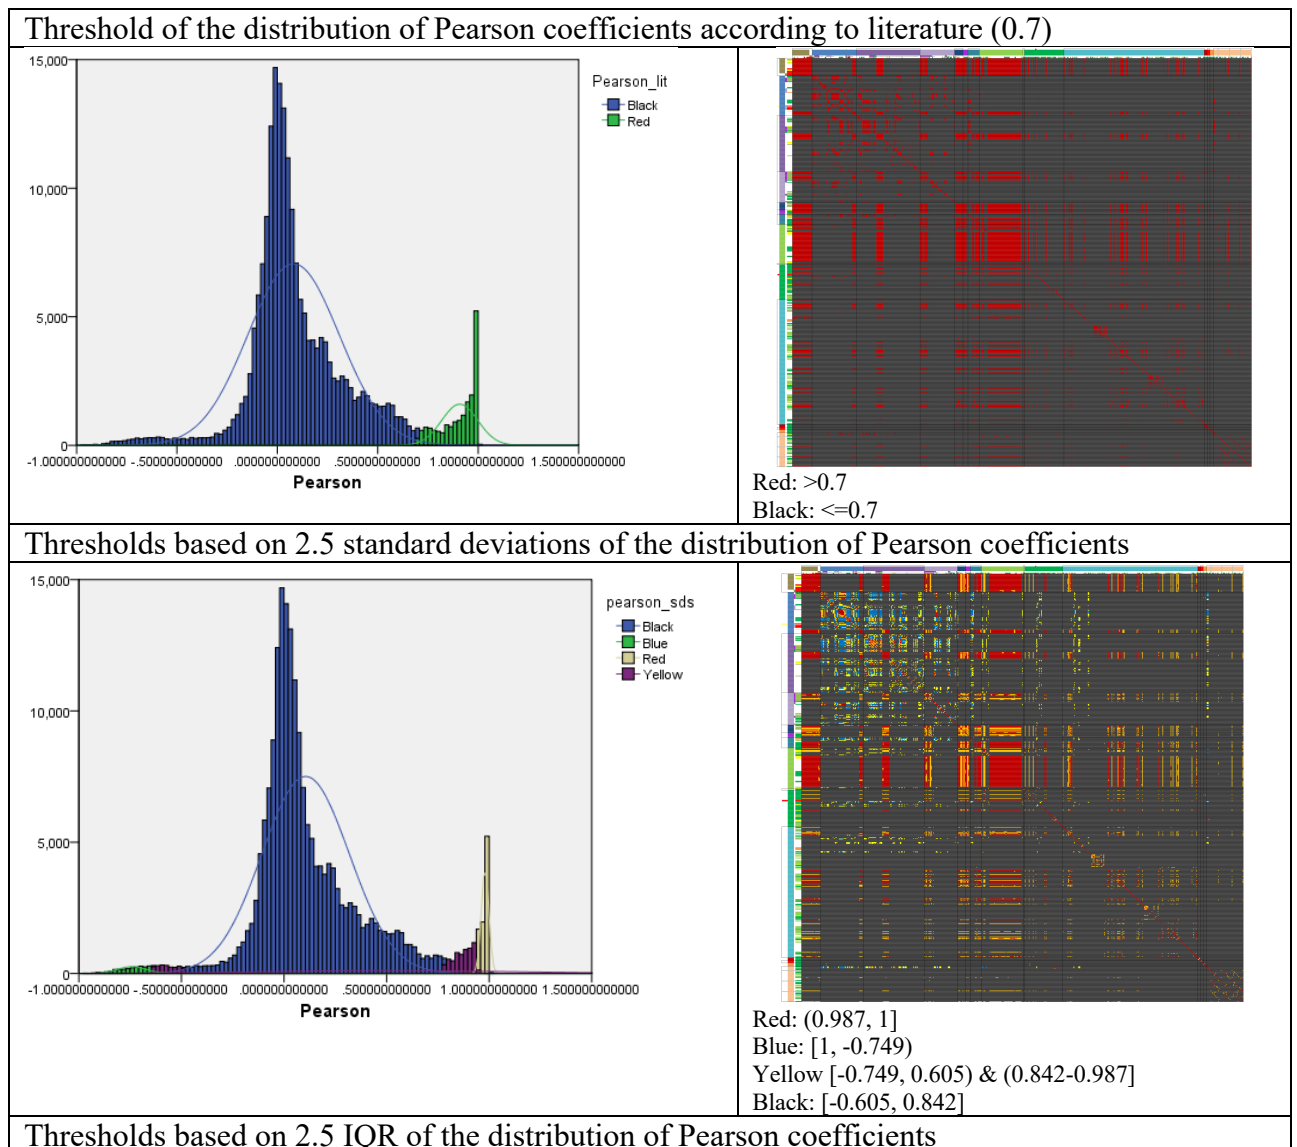 Threshold of the distribution of Pearson coefficients according to literature (0.7)
15,000
10,000
5,000
0
-1.000000000000 -.500000000000 .000000000000 .500000000000 1.000000000000 1.500000000000
Pearson
Pearson_lit
Black
Red
Red: >0.7
Black: <=0.7
Thresholds based on 2.5 standard deviations of the distribution of Pearson coefficients
15,000
10,000
5,000
0
-1.000000000000 -.500000000000 .000000000000 .500000000000 1.000000000000 1.500000000000
Pearson
pearson_sds
Black
Blue
Red
Yellow
Red: (0.987, 1]
Blue: [1, -0.749)
Yellow [-0.749, 0.605) & (0.842-0.987]
Black: [-0.605, 0.842]
Thresholds based on 2.5 IQR of the distribution of Pearson coefficients